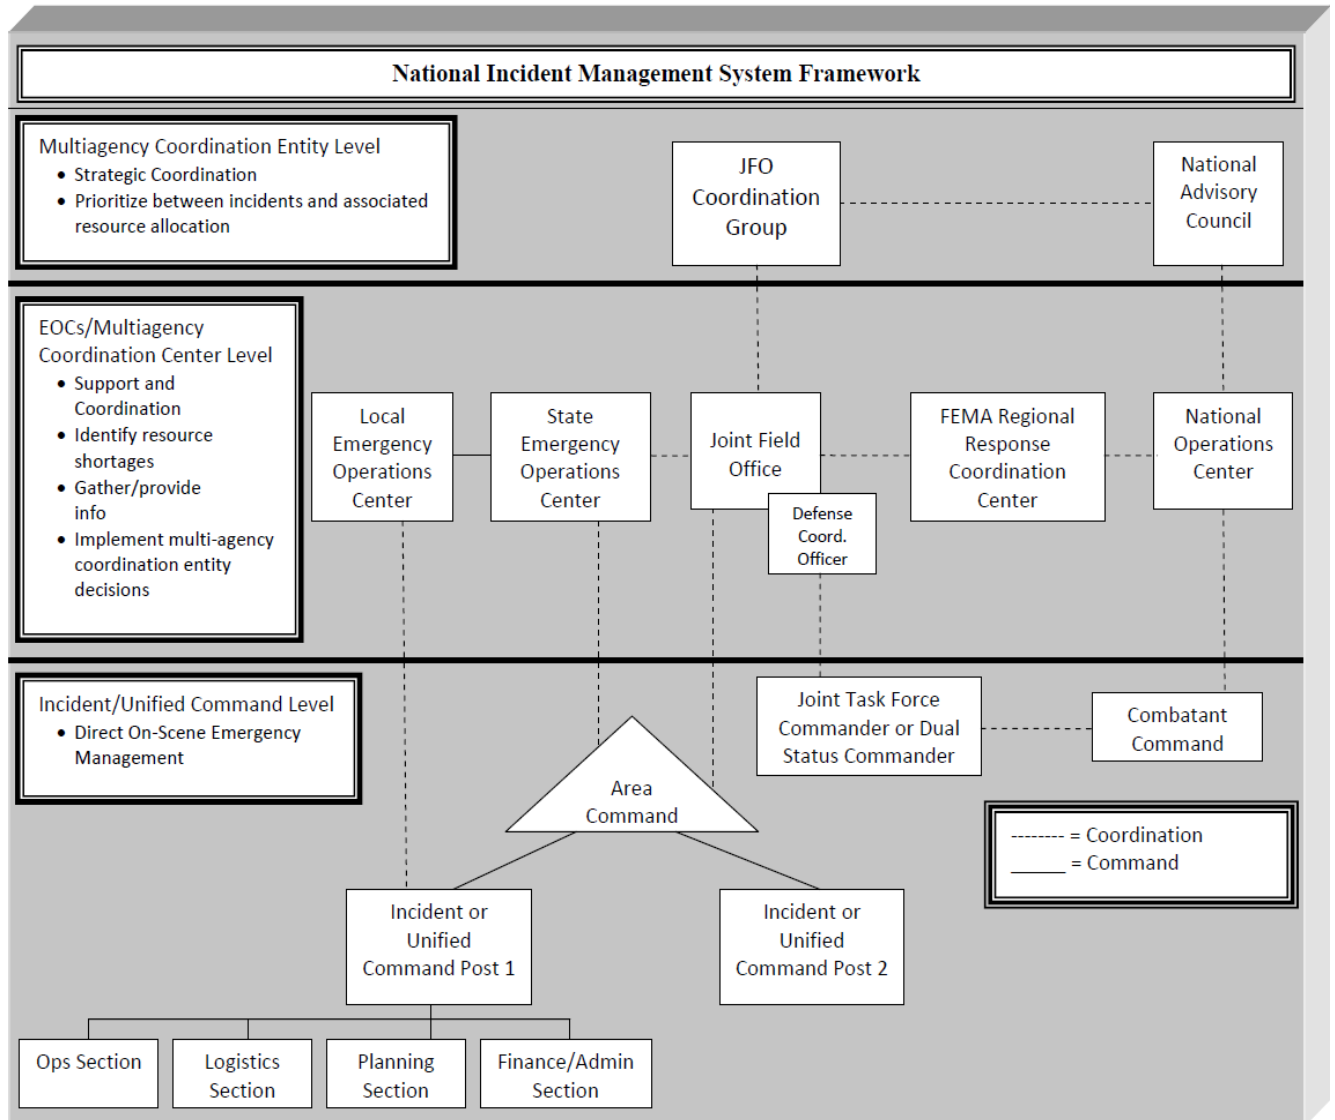 National Incident Management System Framework
Multiagency Coordination Entity Level
• Strategic Coordination
• Prioritize between incidents and associated
resource allocation
JFO
Coordination
Group
National
Advisory
Council
EOCs/Multiagency
Coordination Center Level
• Support and
Coordination
• Identify resource
shortages
• Gather/provide
info
• Implement multi-agency
coordination entity
decisions
Local
Emergency
Operations
Center
State
Emergency
Operations
Center
Joint Field
Office
Defense
Coord.
Officer
FEMA Regional
Response
Coordination
Center
National
Operations
Center
Incident/Unified Command Level
• Direct On-Scene Emergency
Management
Joint Task Force
Commander or Dual
Status Commander
Combatant
Command
Area
Command
-------- = Coordination
______ = Command
Incident or
Unified
Command Post 1
Incident or
Unified
Command Post 2
Ops Section
Logistics
Section
Planning
Section
Finance/Admin
Section